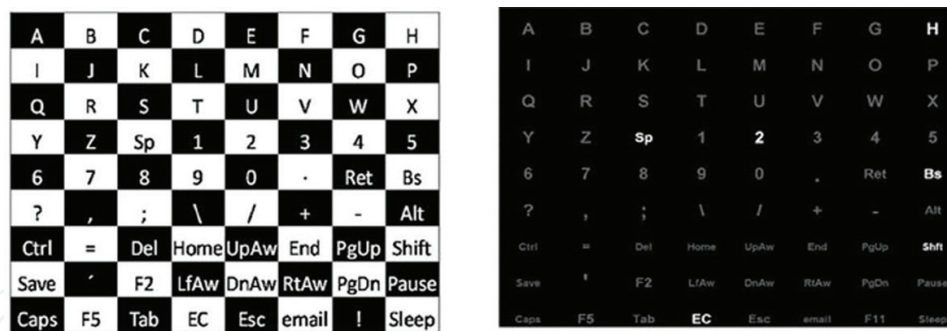 A B C D E F G H
I J K L M N O P
Q R S T U V W X
Y Z Sp 1 2 3 4 5
6 7 8 9 0 . Ret Bs
? , ; \ / + - Alt
Ctrl = Del Home UpAw End PgUp Shift
Save ´ F2 LfAw DnAw RtAw PgDn Pause
Caps F5 Tab EC Esc email ! Sleep
A B C D E F G H
I J K L M N O P
Q R S T U V W X
Y Z Sp 1 2 3 4 5
6 7 8 9 0 . Ret Bs
? , ; \ / + - Alt
Ctrl = Del Home UpAw End PgUp Shft
Save ' F2 LfAw DnAw RtAw PgDn Pause
Caps F5 Tab EC Esc email F11 Sleep